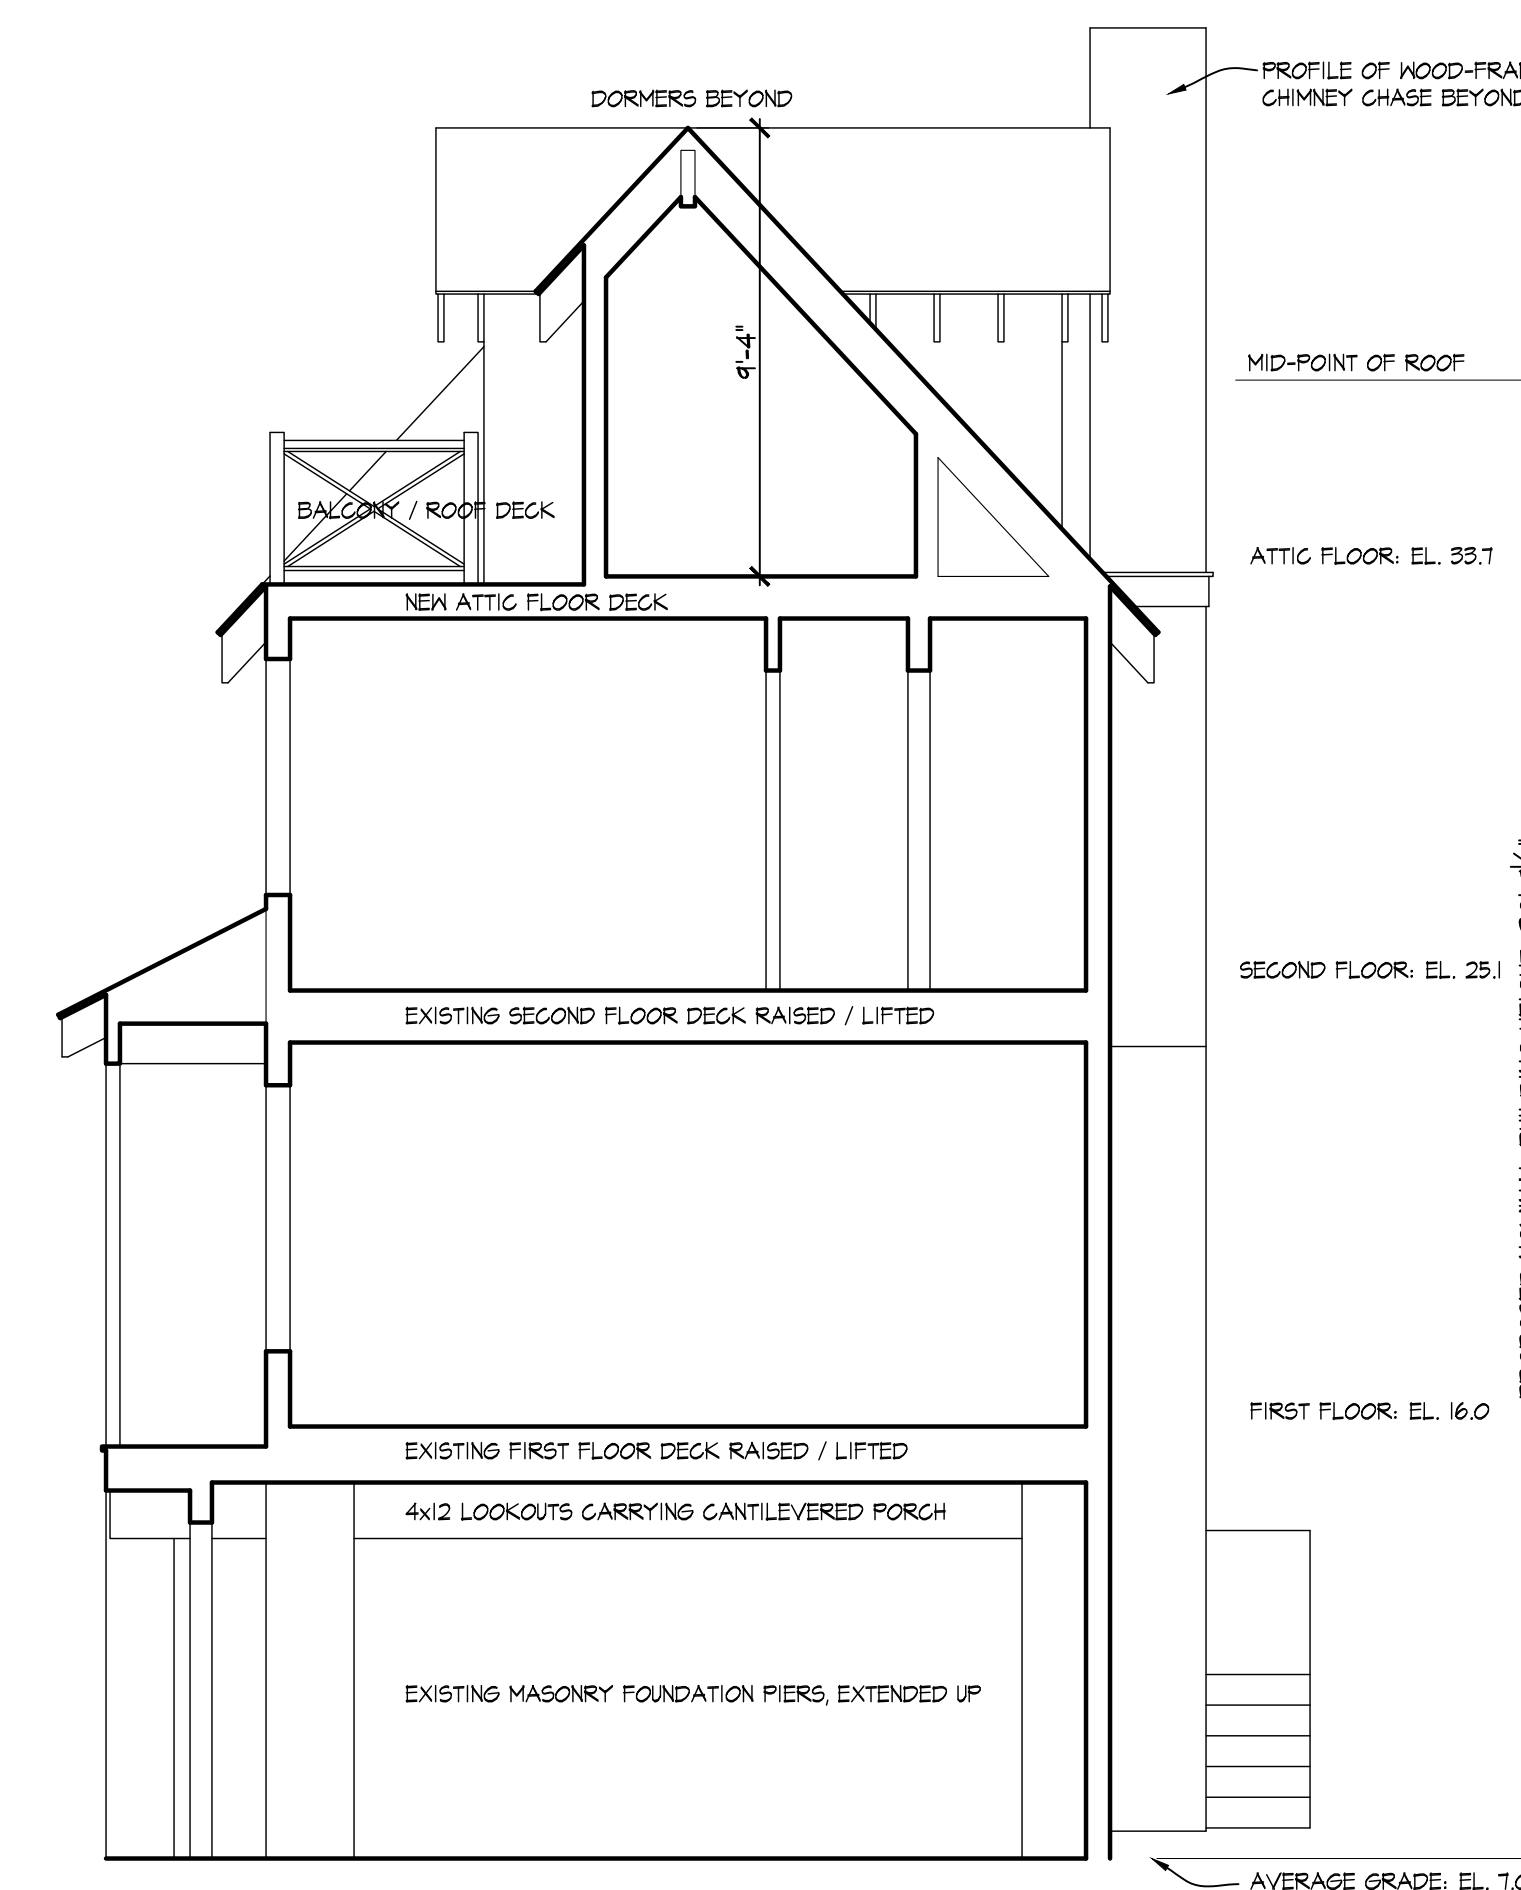 PROFILE OF WOOD-FRA
CHIMNEY CHASE BEYOND
DORMERS BEYOND
9'-4"
MID-POINT OF ROOF
BALCONY / ROOF DECK
ATTIC FLOOR: EL. 33.7
NEW ATTIC FLOOR DECK
SECOND FLOOR: EL. 25.1
EXISTING SECOND FLOOR DECK RAISED / LIFTED
FIRST FLOOR: EL. 16.0
EXISTING FIRST FLOOR DECK RAISED / LIFTED
4x12 LOOKOUTS CARRYING CANTILEVERED PORCH
EXISTING MASONRY FOUNDATION PIERS, EXTENDED UP
AVERAGE GRADE: EL. 7.0